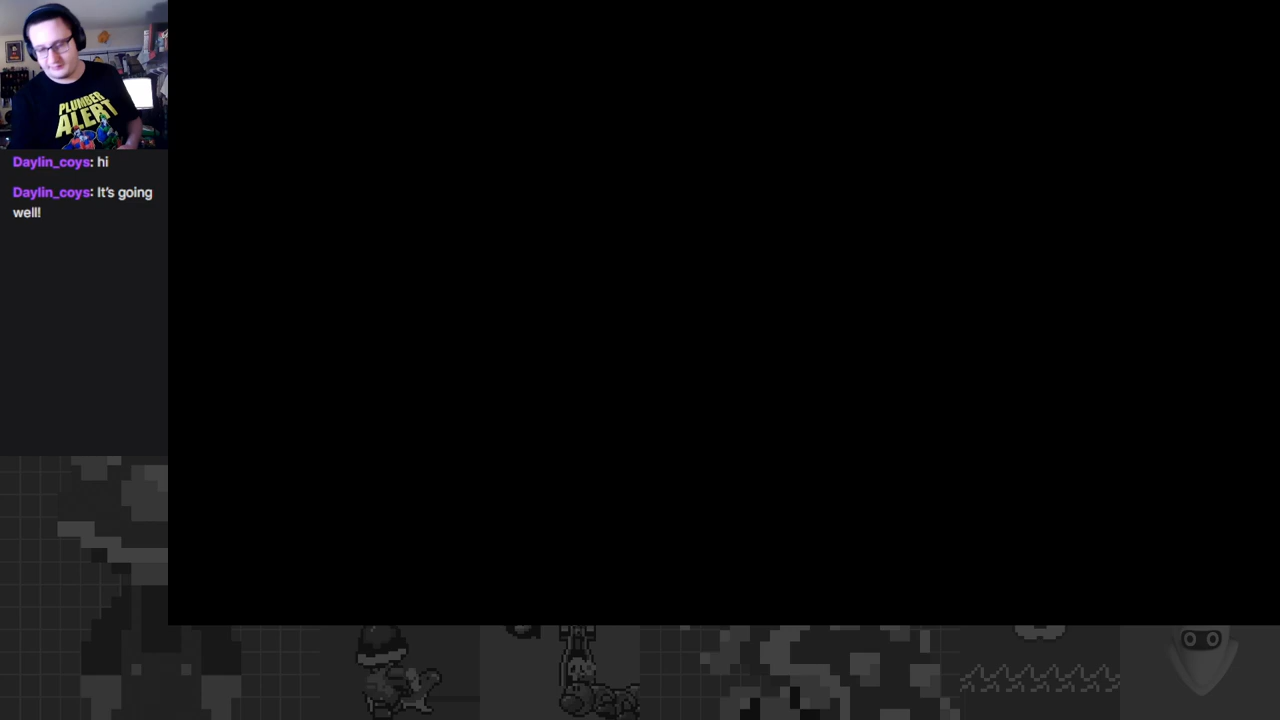 PLUMBER
ALERT
Daylin_coys: hi
Daylin_coys: It's going
well!